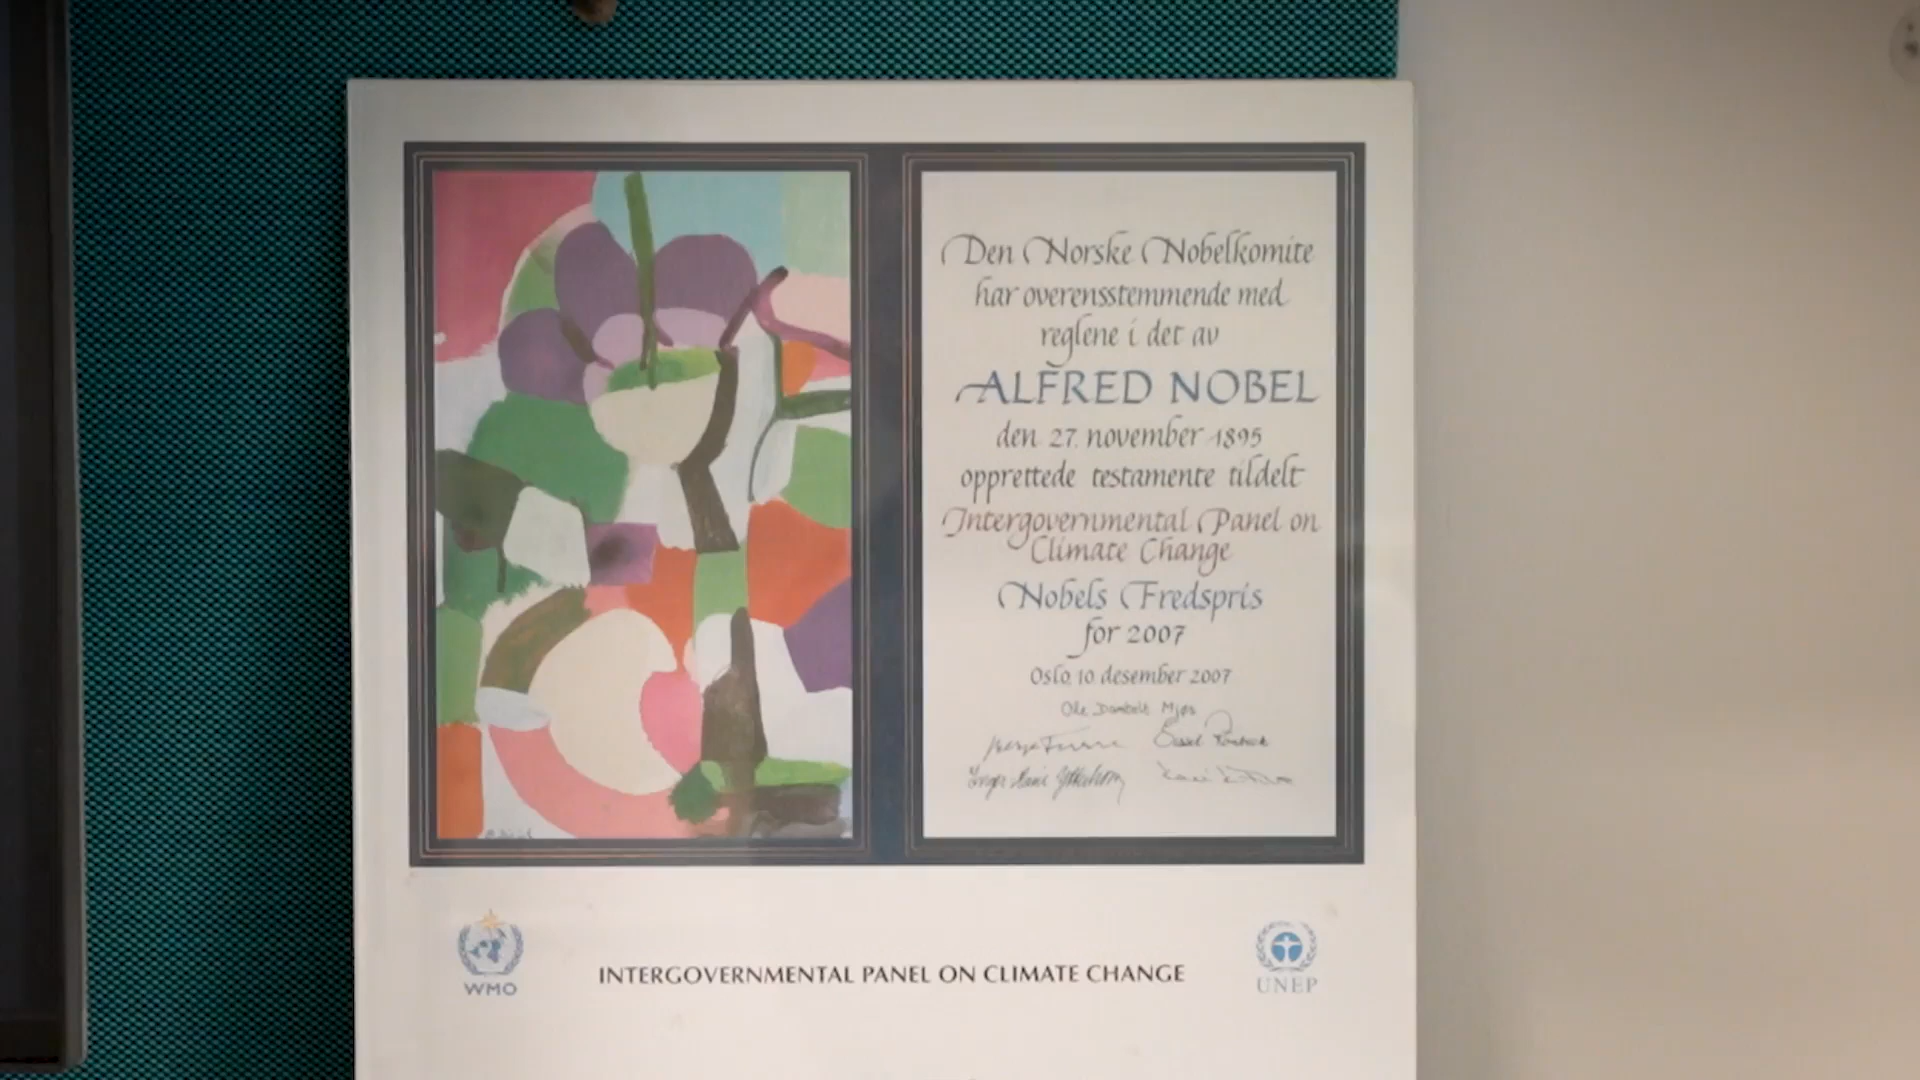 Den Norske Nobelkomite
har overensstemmende med
reglene i det av
ALFRED NOBEL
den 27. november 1895
opprettede testamente tildelt
Intergovernmental Panel on
Climate Change
Nobels Fredspris
for 2007
Oslo, 10. desember 2007
Ole Danbolt Mjøs
WMO
INTERGOVERNMENTAL PANEL ON CLIMATE CHANGE
UNEP